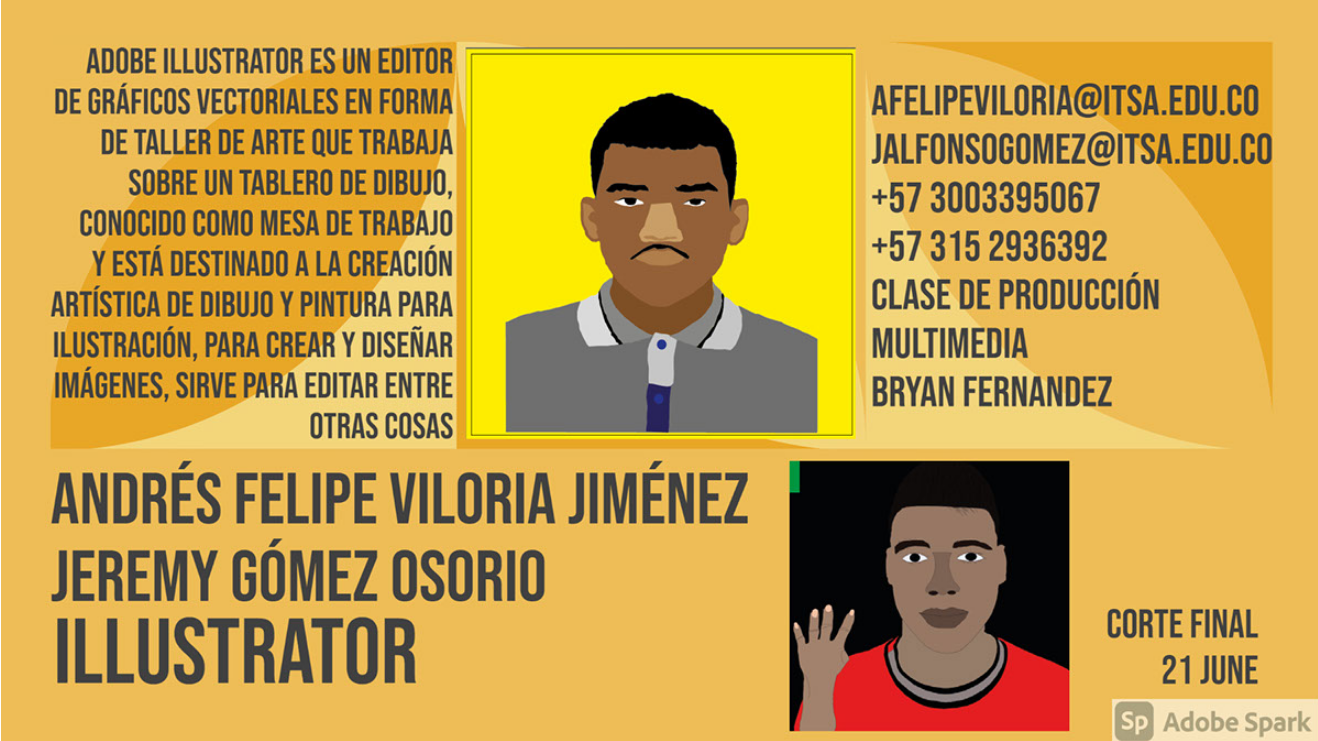 ADOBE ILLUSTRATOR ES UN EDITOR
DE GRÁFICOS VECTORIALES EN FORMA
DE TALLER DE ARTE QUE TRABAJA
SOBRE UN TABLERO DE DIBUJO,
CONOCIDO COMO MESA DE TRABAJO
Y ESTÁ DESTINADO A LA CREACIÓN
ARTÍSTICA DE DIBUJO Y PINTURA PARA
ILUSTRACIÓN, PARA CREAR Y DISEÑAR
IMÁGENES, SIRVE PARA EDITAR ENTRE
OTRAS COSAS
AFELIPEVILORIA@ITSA.EDU.CO
JALFONSOGOMEZ@ITSA.EDU.CO
+57 3003395067
+57 315 2936392
CLASE DE PRODUCCIÓN
MULTIMEDIA
BRYAN FERNANDEZ
ANDRÉS FELIPE VILORIA JIMÉNEZ
JEREMY GÓMEZ OSORIO
ILLUSTRATOR
CORTE FINAL
21 JUNE
Sp Adobe Spark